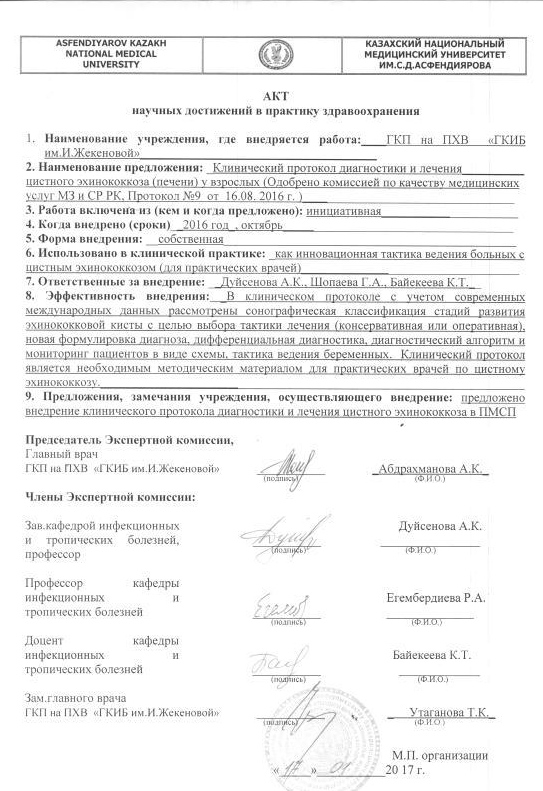 ASFENDIYAROV KAZAKH
NATIONAL MEDICAL
UNIVERSITY
КАЗАХСКИЙ НАЦИОНАЛЬНЫЙ
МЕДИЦИНСКИЙ УНИВЕРСИТЕТ
ИМ.С.Д.АСФЕНДИЯРОВА
АКТ
научных достижений в практику здравоохранения
1. Наименование учреждения, где внедряется работа:____ГКП на ПХВ «ГКИБ
им.И.Жекеновой»
2. Наименование предложения: _Клинический протокол диагностики и лечения
цистного эхинококкоза (печени) у взрослых (Одобрено комиссией по качеству медицинских
услуг МЗ и СР РК, Протокол №9 от 16.08. 2016 г. )
3. Работа включена из (кем и когда предложено): инициативная
4. Когда внедрено (сроки) _2016 год , октябрь
5. Форма внедрения: __собственная
6. Использовано в клинической практике: _как инновационная тактика ведения больных с
цистным эхинококкозом (для практических врачей)
7. Ответственные за внедрение: _Дуйсенова А.К., Шопаева Г.А., Байекеева К.Т._
8. Эффективность внедрения: _В клиническом протоколе с учетом современных
международных данных рассмотрены сонографическая классификация стадий развития
эхинококковой кисты с целью выбора тактики лечения (консервативная или оперативная),
новая формулировка диагноза, дифференциальная диагностика, диагностический алгоритм и
мониторинг пациентов в виде схемы, тактика ведения беременных. Клинический протокол
является необходимым методическим материалом для практических врачей по цистному
эхинококкозу.
9. Предложения, замечания учреждения, осуществляющего внедрение: предложено
внедрение клинического протокола диагностики и лечения цистного эхинококкоза в ПМСП
Председатель Экспертной комиссии,
Главный врач
ГКП на ПХВ «ГКИБ им.И.Жекеновой» _Абдрахманова А.К._
(подпись) (Ф.И.О.)
Члены Экспертной комиссии:
Зав.кафедрой инфекционных Дуйсенова А.К.
и тропических болезней,
профессор (подпись) (Ф.И.О.)
Профессор кафедры
инфекционных и Егембердиева Р.А.
тропических болезней (подпись) (Ф.И.О.)
Доцент кафедры
инфекционных и Байекеева К.Т.
тропических болезней (подпись) (Ф.И.О.)
Зам.главного врача
ГКП на ПХВ «ГКИБ им.И.Жекеновой» Утаганова Т.К._
(подпись) (Ф.И.О.)
М.П. организации
« 17 » 01 20 17 г.